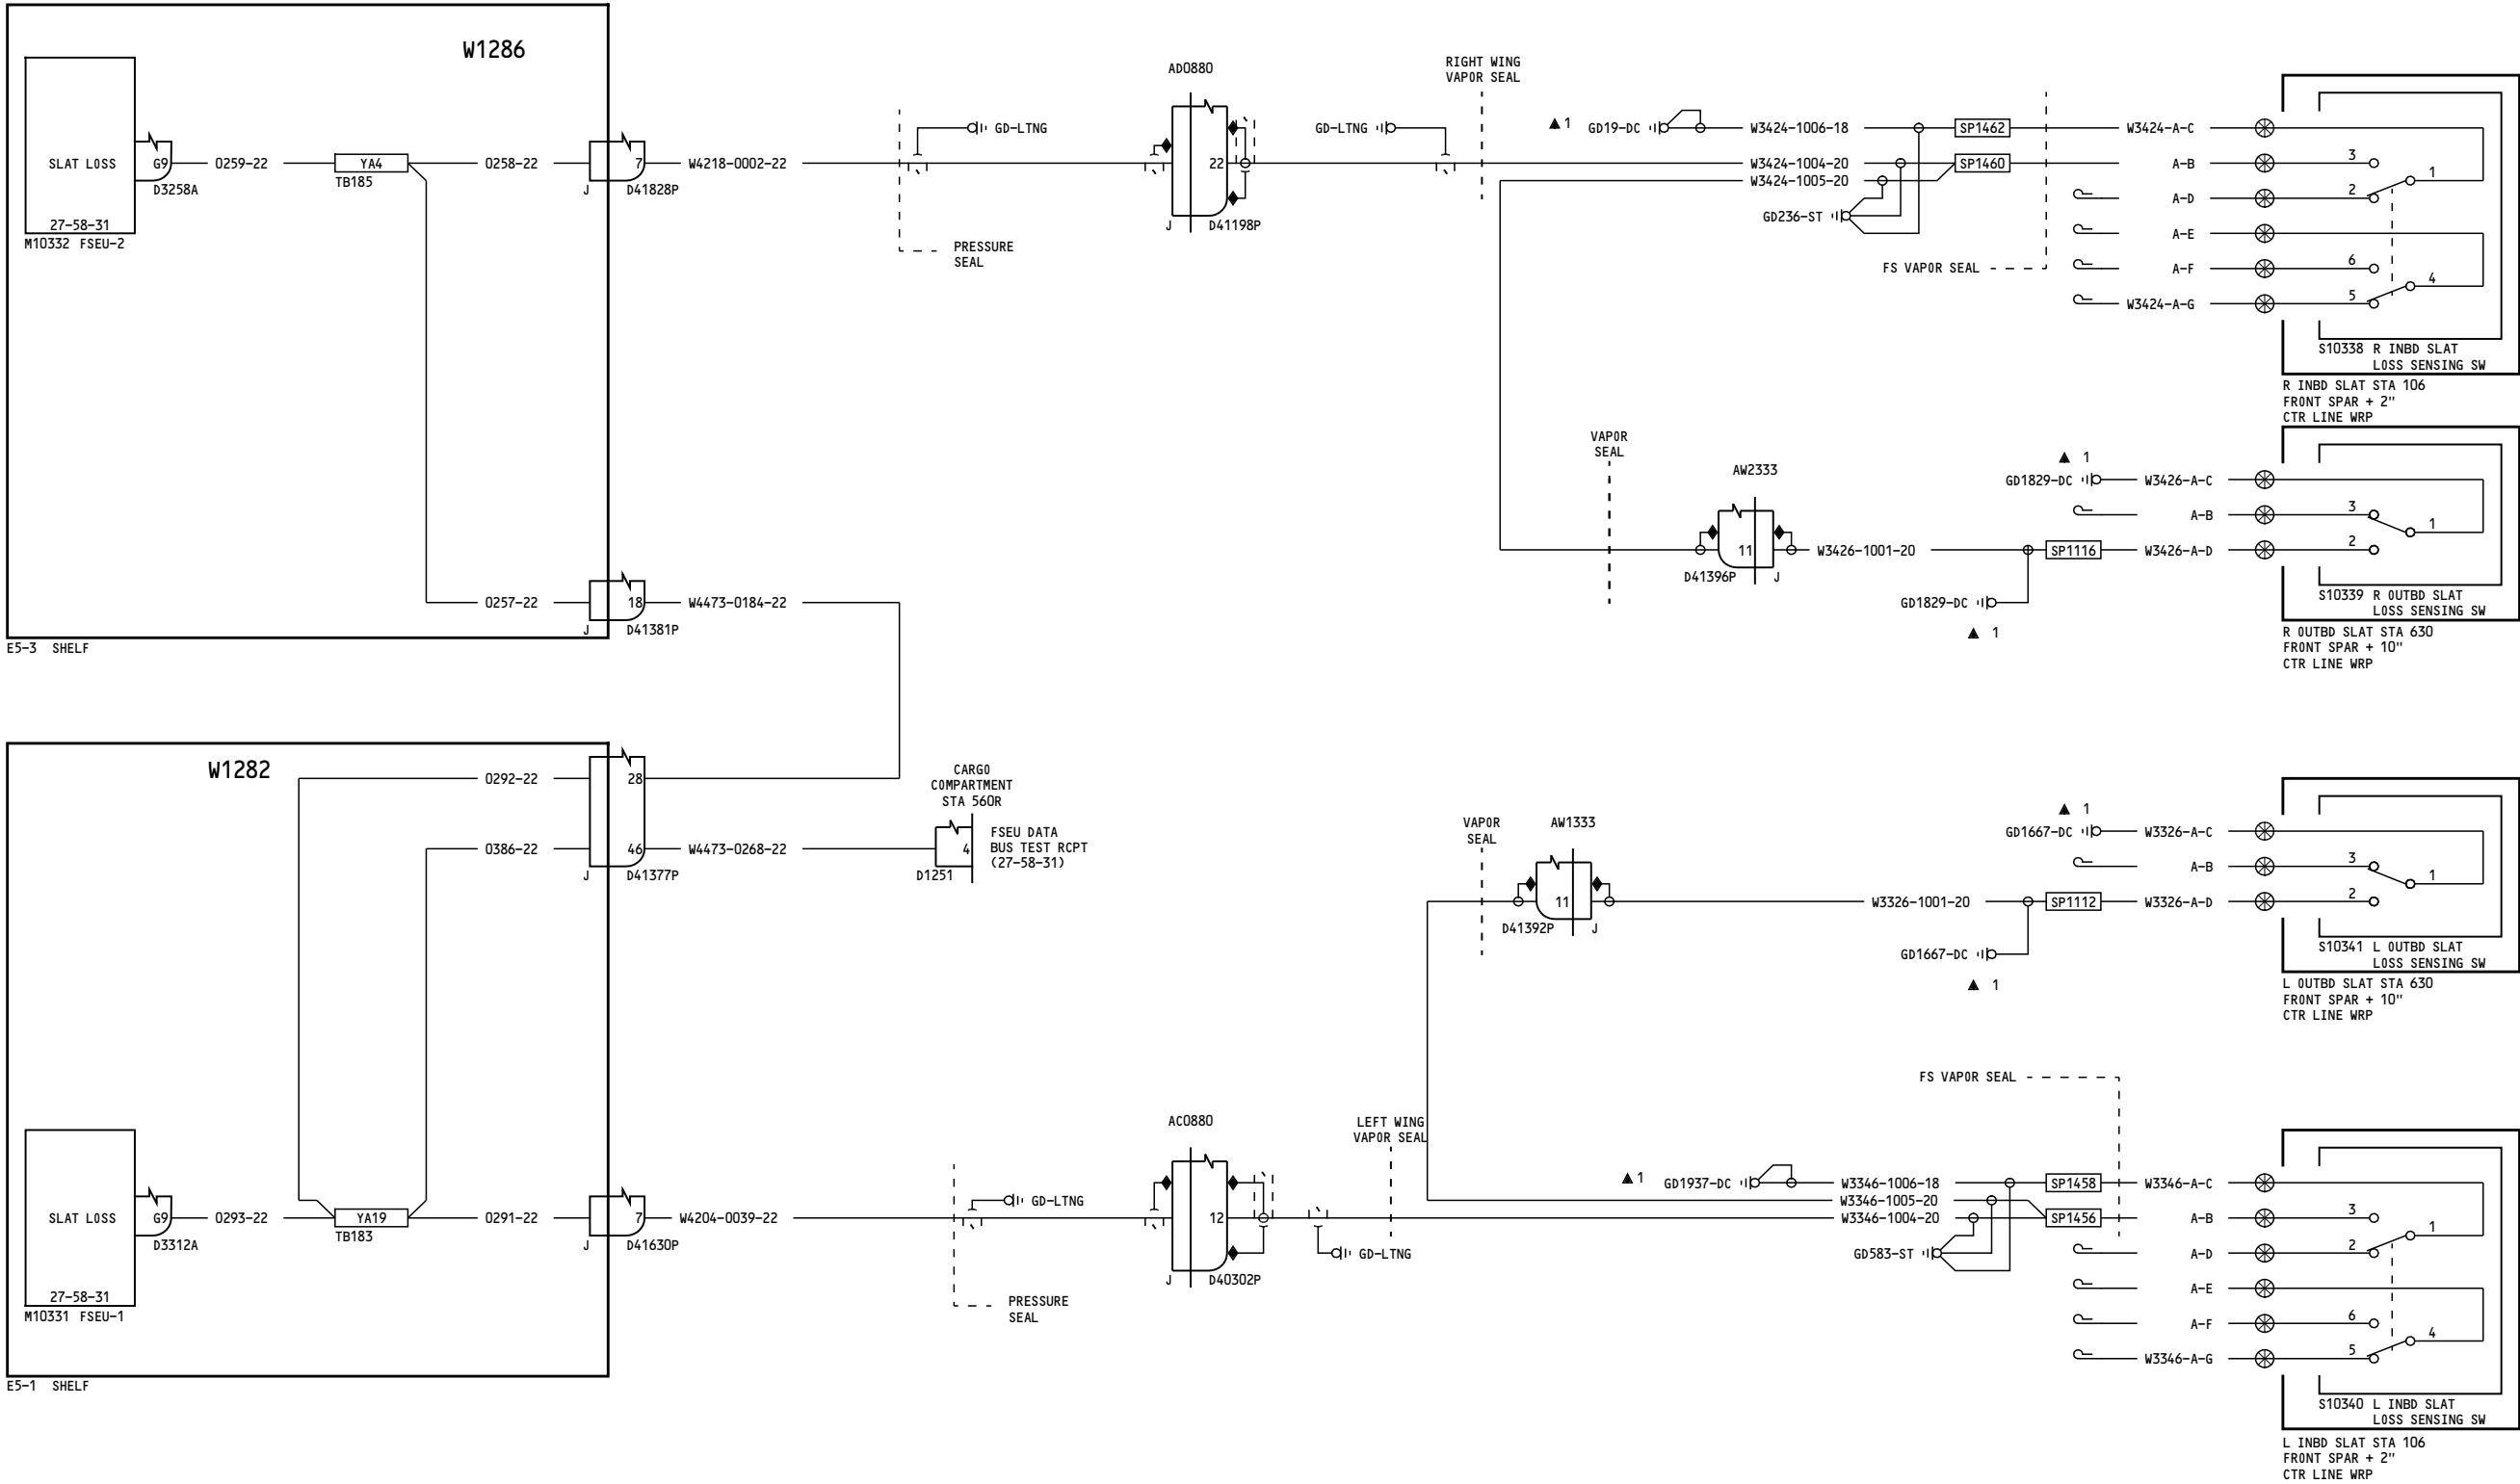 W1286
SLAT LOSS
27-58-31
M10332 FSEU-2
G9
D3258A
0259-22
YA4
TB185
0258-22
7
J
D41828P
W4218-0002-22
GD-LTNG
PRESSURE
SEAL
AD0880
22
J
D41198P
GD-LTNG
RIGHT WING
VAPOR SEAL
1
GD19-DC
W3424-1006-18
W3424-1004-20
W3424-1005-20
GD236-ST
SP1462
SP1460
FS VAPOR SEAL
W3424-A-C
A-B
A-D
A-E
A-F
W3424-A-G
3
2
1
6
5
4
S10338 R INBD SLAT
LOSS SENSING SW
R INBD SLAT STA 106
FRONT SPAR + 2"
CTR LINE WRP
0257-22
18
J
D41381P
W4473-0184-22
E5-3 SHELF
VAPOR
SEAL
AW2333
11
D41396P
J
W3426-1001-20
1
GD1829-DC
GD1829-DC
1
SP1116
W3426-A-C
A-B
W3426-A-D
3
2
1
S10339 R OUTBD SLAT
LOSS SENSING SW
R OUTBD SLAT STA 630
FRONT SPAR + 10"
CTR LINE WRP
W1282
0292-22
28
0386-22
46
J
D41377P
W4473-0268-22
CARGO
COMPARTMENT
STA 560R
4
D1251
FSEU DATA
BUS TEST RCPT
(27-58-31)
VAPOR
SEAL
AW1333
11
D41392P
J
W3326-1001-20
1
GD1667-DC
GD1667-DC
1
SP1112
W3326-A-C
A-B
W3326-A-D
3
2
1
S10341 L OUTBD SLAT
LOSS SENSING SW
L OUTBD SLAT STA 630
FRONT SPAR + 10"
CTR LINE WRP
SLAT LOSS
27-58-31
M10331 FSEU-1
G9
D3312A
0293-22
YA19
TB183
0291-22
7
J
D41630P
W4204-0039-22
E5-1 SHELF
GD-LTNG
PRESSURE
SEAL
AC0880
12
J
D40302P
GD-LTNG
LEFT WING
VAPOR SEAL
1
GD1937-DC
W3346-1006-18
W3346-1005-20
W3346-1004-20
GD583-ST
SP1458
SP1456
FS VAPOR SEAL
W3346-A-C
A-B
A-D
A-E
A-F
W3346-A-G
3
2
1
6
5
4
S10340 L INBD SLAT
LOSS SENSING SW
L INBD SLAT STA 106
FRONT SPAR + 2"
CTR LINE WRP